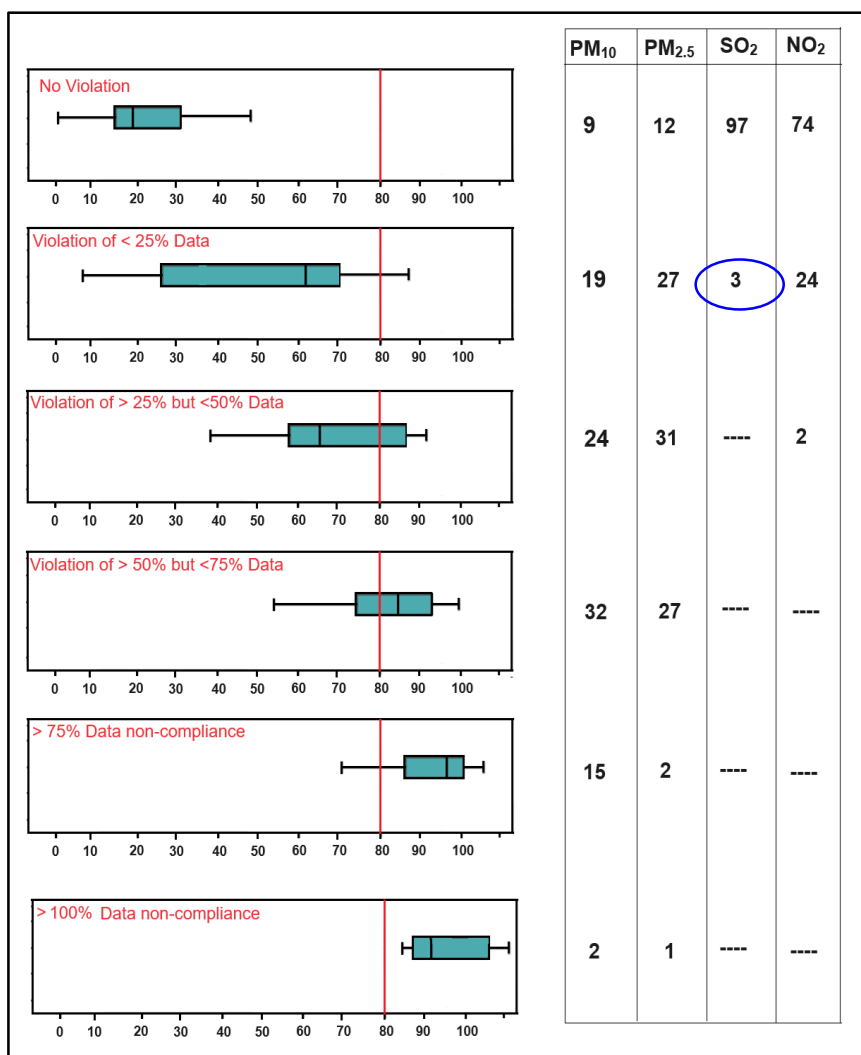 PM10 PM2.5 SO2 NO2
No Violation
9 12 97 74
0 10 20 30 40 50 60 70 80 90 100
Violation of < 25% Data
19 27 3 24
0 10 20 30 40 50 60 70 80 90 100
Violation of > 25% but <50% Data
24 31 ---- 2
0 10 20 30 40 50 60 70 80 90 100
Violation of > 50% but <75% Data
32 27 ---- ----
0 10 20 30 40 50 60 70 80 90 100
> 75% Data non-compliance
15 2 ---- ----
0 10 20 30 40 50 60 70 80 90 100
> 100% Data non-compliance
2 1 ---- ----
0 10 20 30 40 50 60 70 80 90 100